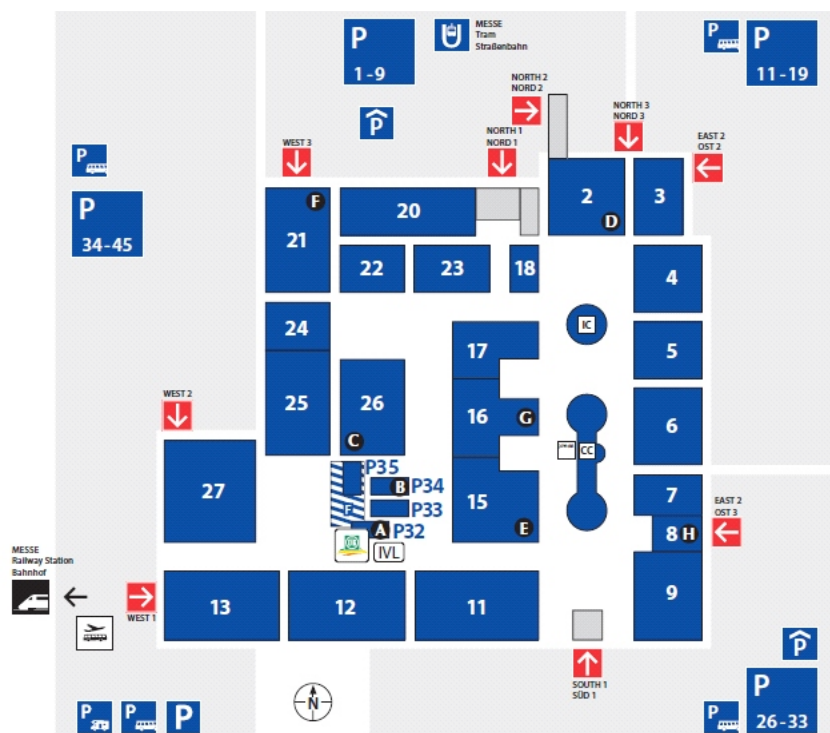 P
1-9
MESSE
Tram
Straßenbahn
P
P
11-19
NORTH 2
NORD 2
P
NORTH 3
NORD 3
NORTH 1
NORD 1
WEST 3
EAST 2
OST 2
P
P
34-45
F
21
20
2
D
3
22
23
18
4
24
IC
17
5
25
26
C
16
G
6
CC
WEST 2
27
P35
B
P34
F
P33
A
P32
IVL
15
E
7
8
H
EAST 2
OST 3
9
MESSE
Railway Station
Bahnhof
WEST 1
13
12
11
SOUTH 1
SÜD 1
N
P
P
P
P
P
P
26-33